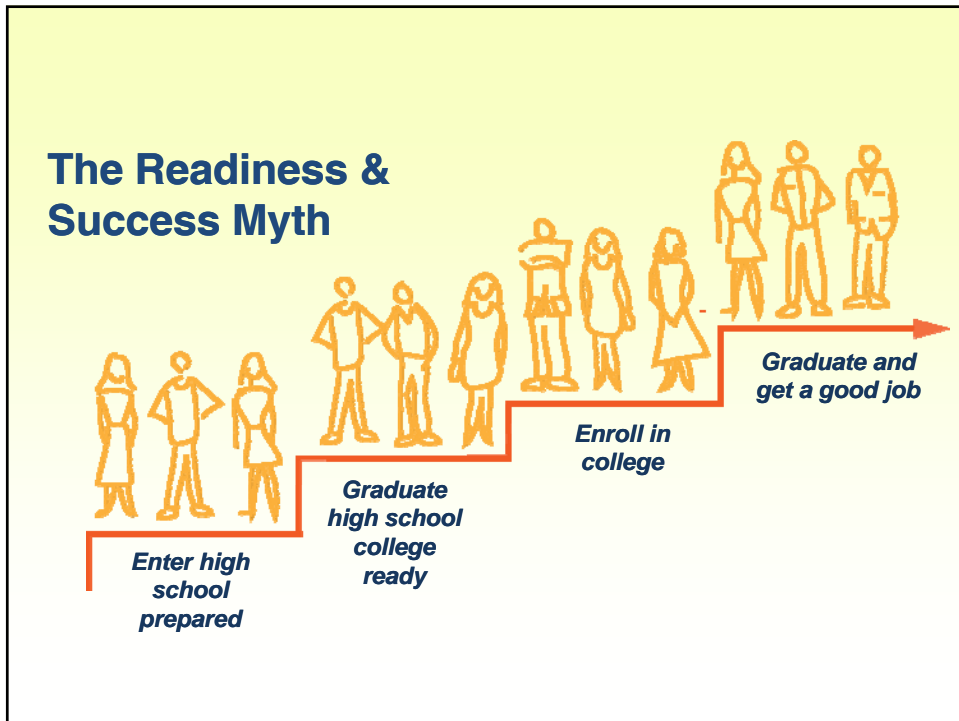 The Readiness &
Success Myth
Enter high
school
prepared
Graduate
high school
college
ready
Enroll in
college
Graduate and
get a good job